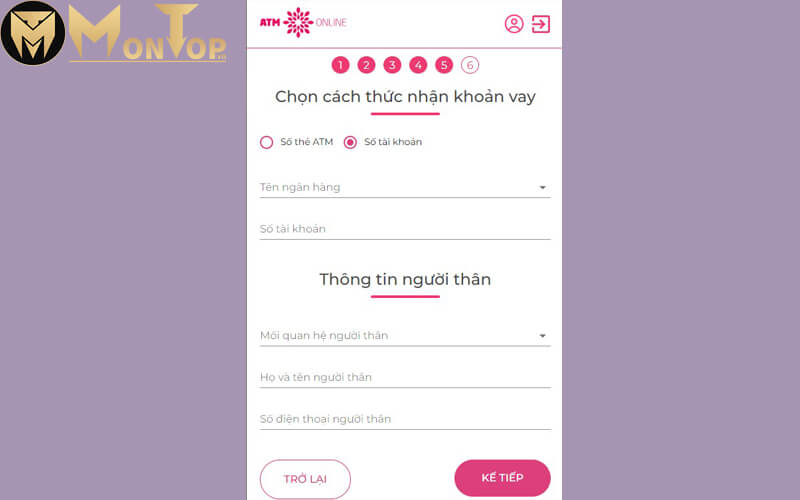 MONTOP
ATM ONLINE
1 2 3 4 5 6
Chọn cách thức nhận khoản vay
Số thẻ ATM Số tài khoản
Tên ngân hàng
Số tài khoản
Thông tin người thân
Mối quan hệ người thân
Họ và tên người thân
Số điện thoại người thân
TRỞ LẠI KẾ TIẾP